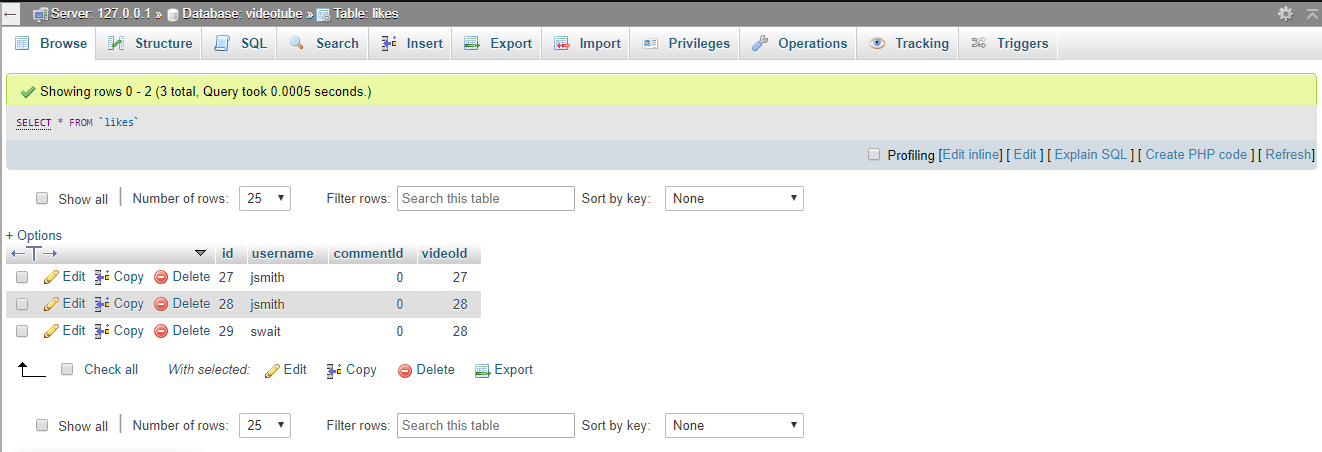 Server: 127.0.0.1 » Database: videotube » Table: likes
Browse Structure SQL Search Insert Export Import Privileges Operations Tracking Triggers
Showing rows 0 - 2 (3 total, Query took 0.0005 seconds.)
SELECT * FROM `likes`
Profiling [Edit inline] [ Edit ] [ Explain SQL ] [ Create PHP code ] [ Refresh]
Show all | Number of rows: 25 Filter rows: Search this table Sort by key: None
+ Options
←T→ id username commentId videoId
Edit Copy Delete 27 jsmith 0 27
Edit Copy Delete 28 jsmith 0 28
Edit Copy Delete 29 swait 0 28
Check all With selected: Edit Copy Delete Export
Show all | Number of rows: 25 Filter rows: Search this table Sort by key: None